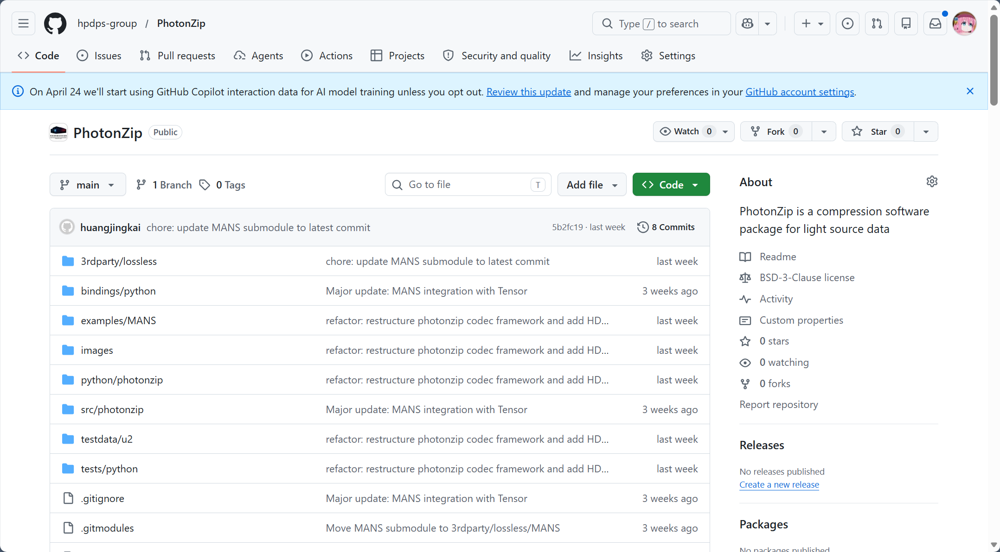 hpdps-group / PhotonZip
Type / to search
Code Issues Pull requests Agents Actions Projects Security and quality Insights Settings
On April 24 we'll start using GitHub Copilot interaction data for AI model training unless you opt out. Review this update and manage your preferences in your GitHub account settings.
PhotonZip Public
Watch 0 Fork 0 Star 0
main 1 Branch 0 Tags
Go to file T Add file Code
huangjingkai chore: update MANS submodule to latest commit 5b2fc19 · last week 8 Commits
3rdparty/lossless chore: update MANS submodule to latest commit last week
bindings/python Major update: MANS integration with Tensor 3 weeks ago
examples/MANS refactor: restructure photonzip codec framework and add HD... last week
images refactor: restructure photonzip codec framework and add HD... last week
python/photonzip refactor: restructure photonzip codec framework and add HD... last week
src/photonzip Major update: MANS integration with Tensor 3 weeks ago
testdata/u2 refactor: restructure photonzip codec framework and add HD... last week
tests/python refactor: restructure photonzip codec framework and add HD... last week
.gitignore Major update: MANS integration with Tensor 3 weeks ago
.gitmodules Move MANS submodule to 3rdparty/lossless/MANS 3 weeks ago
About
PhotonZip is a compression software
package for light source data
Readme
BSD-3-Clause license
Activity
Custom properties
0 stars
0 watching
0 forks
Report repository
Releases
No releases published
Create a new release
Packages
No packages published